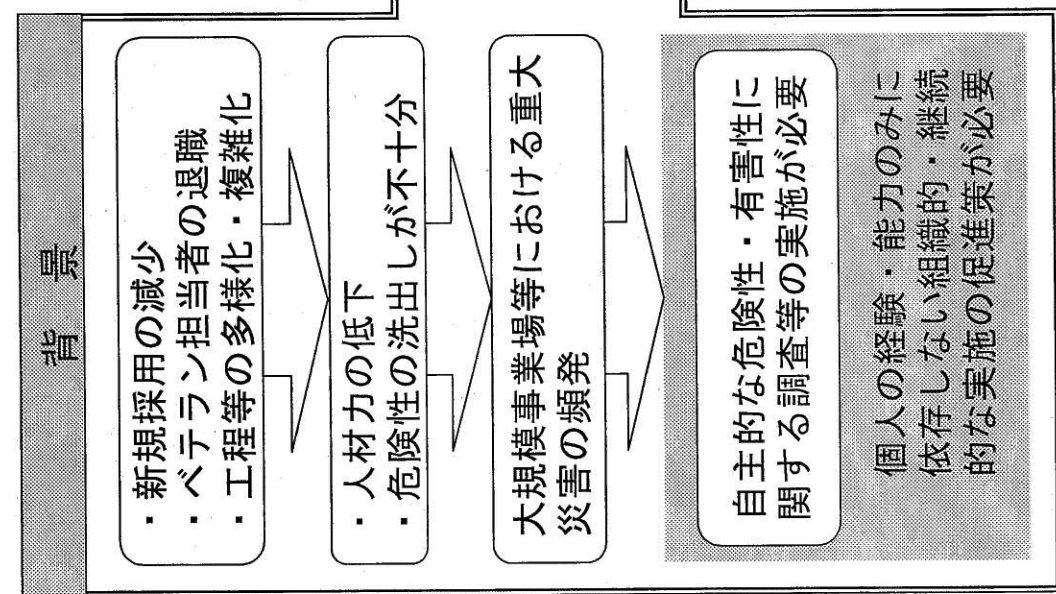 背 景
・新規採用の減少
・ベテラン担当者の退職
・工程等の多様化・複雑化
・人材力の低下
・危険性の洗出しが不十分
大規模事業場等における重大
災害の頻発
自主的な危険性・有害性に
関する調査等の実施が必要
個人の経験・能力のみに
依存しない組織的・継続
的な実施の促進策が必要